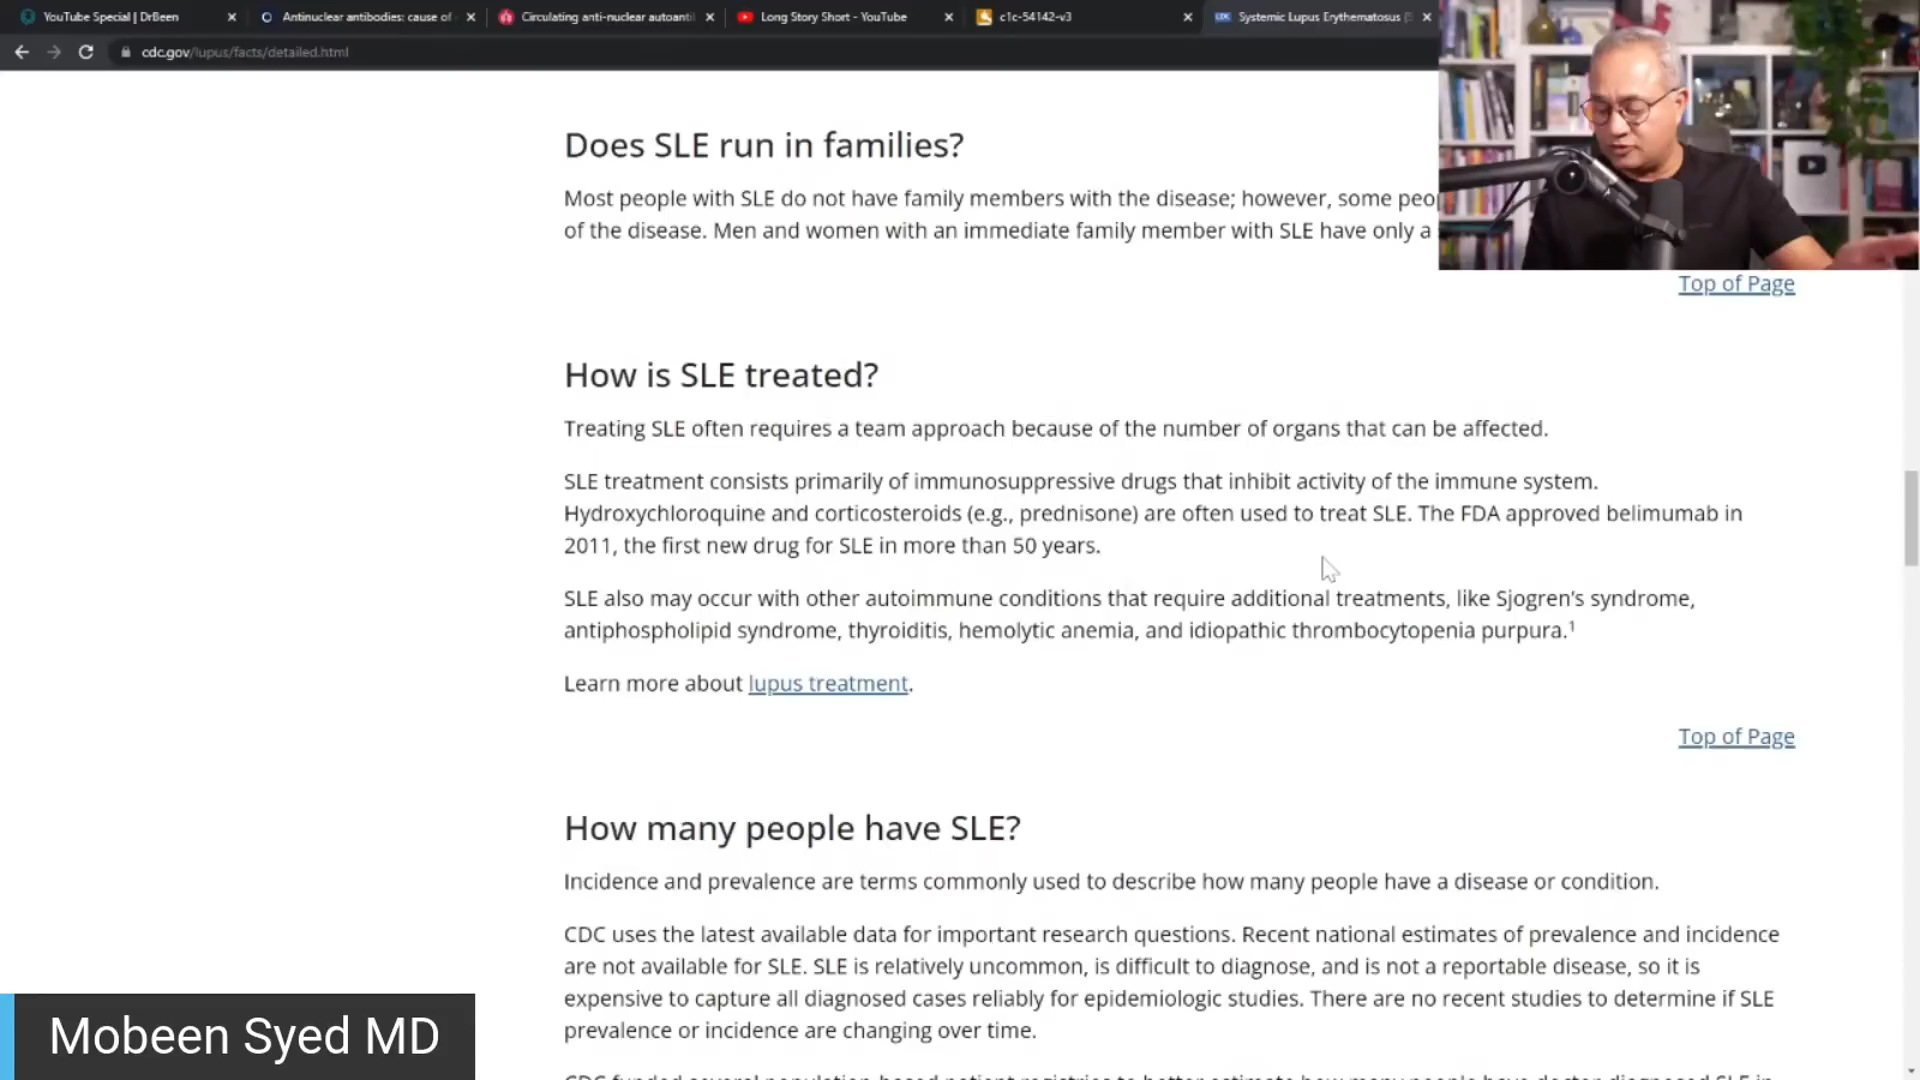 YouTube Special | DrBeen
Antinuclear antibodies: cause of
Circulating anti-nuclear autoanti
Long Story Short - YouTube
c1c-54142-v3
Systemic Lupus Erythematosus
cdc.gov/lupus/facts/detailed.html
Does SLE run in families?
Most people with SLE do not have family members with the disease; however, some
of the disease. Men and women with an immediate family member with SLE have only a
Top of Page
How is SLE treated?
Treating SLE often requires a team approach because of the number of organs that can be affected.
SLE treatment consists primarily of immunosuppressive drugs that inhibit activity of the immune system.
Hydroxychloroquine and corticosteroids (e.g., prednisone) are often used to treat SLE. The FDA approved belimumab in
2011, the first new drug for SLE in more than 50 years.
SLE also may occur with other autoimmune conditions that require additional treatments, like Sjogren's syndrome,
antiphospholipid syndrome, thyroiditis, hemolytic anemia, and idiopathic thrombocytopenia purpura.¹
Learn more about lupus treatment.
Top of Page
How many people have SLE?
Incidence and prevalence are terms commonly used to describe how many people have a disease or condition.
CDC uses the latest available data for important research questions. Recent national estimates of prevalence and incidence
are not available for SLE. SLE is relatively uncommon, is difficult to diagnose, and is not a reportable disease, so it is
expensive to capture all diagnosed cases reliably for epidemiologic studies. There are no recent studies to determine if SLE
prevalence or incidence are changing over time.
Mobeen Syed MD